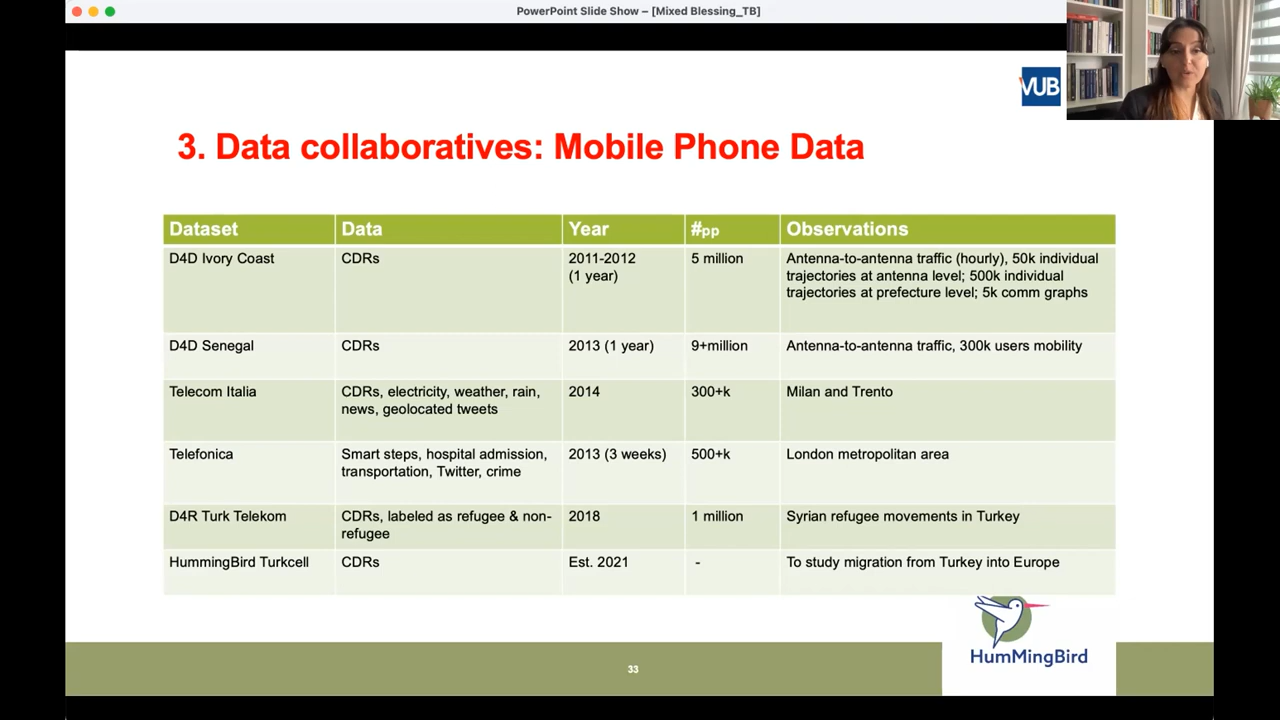 PowerPoint Slide Show – [Mixed Blessing_TB]
VUB
3. Data collaboratives: Mobile Phone Data
Dataset Data Year #pp Observations
D4D Ivory Coast CDRs 2011-2012 5 million Antenna-to-antenna traffic (hourly), 50k individual
(1 year) trajectories at antenna level; 500k individual
trajectories at prefecture level; 5k comm graphs
D4D Senegal CDRs 2013 (1 year) 9+million Antenna-to-antenna traffic, 300k users mobility
Telecom Italia CDRs, electricity, weather, rain, 2014 300+k Milan and Trento
news, geolocated tweets
Telefonica Smart steps, hospital admission, 2013 (3 weeks) 500+k London metropolitan area
transportation, Twitter, crime
D4R Turk Telekom CDRs, labeled as refugee & non- 2018 1 million Syrian refugee movements in Turkey
refugee
HummingBird Turkcell CDRs Est. 2021 - To study migration from Turkey into Europe
HumMingBird
33